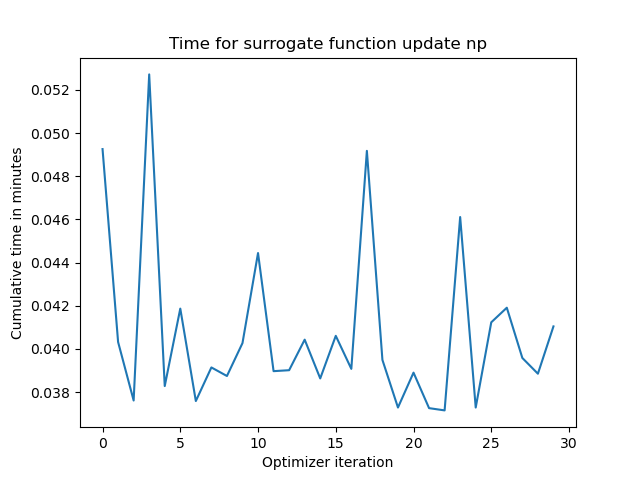 Time for surrogate function update np
Cumulative time in minutes
0.052
0.050
0.048
0.046
0.044
0.042
0.040
0.038
0 5 10 15 20 25 30
Optimizer iteration